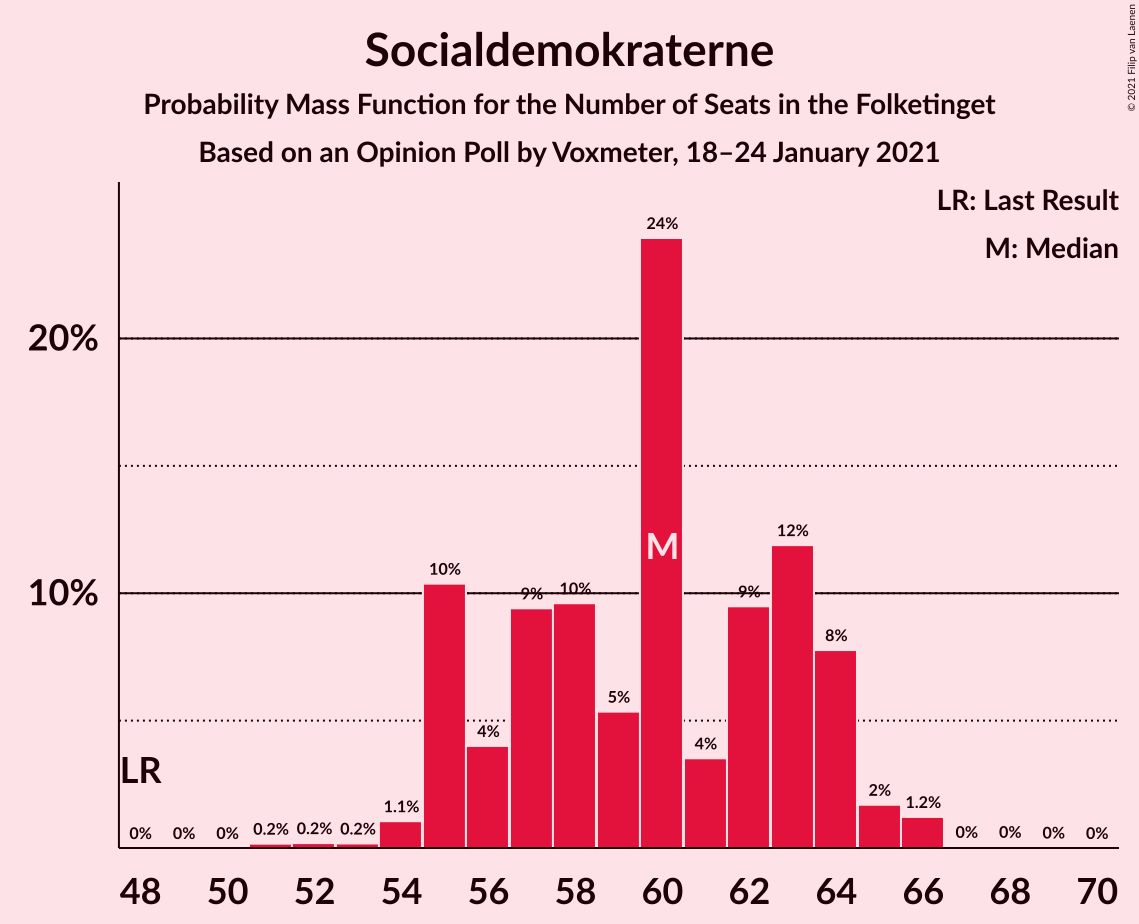 Socialdemokraterne
Probability Mass Function for the Number of Seats in the Folketinget
Based on an Opinion Poll by Voxmeter, 18–24 January 2021
© 2021 Filip van Laenen
LR: Last Result
M: Median
20%
10%
LR
M
0% 0% 0% 0.2% 0.2% 0.2% 1.1% 10% 4% 9% 10% 5% 24% 4% 9% 12% 8% 2% 1.2% 0% 0% 0% 0%
48 50 52 54 56 58 60 62 64 66 68 70